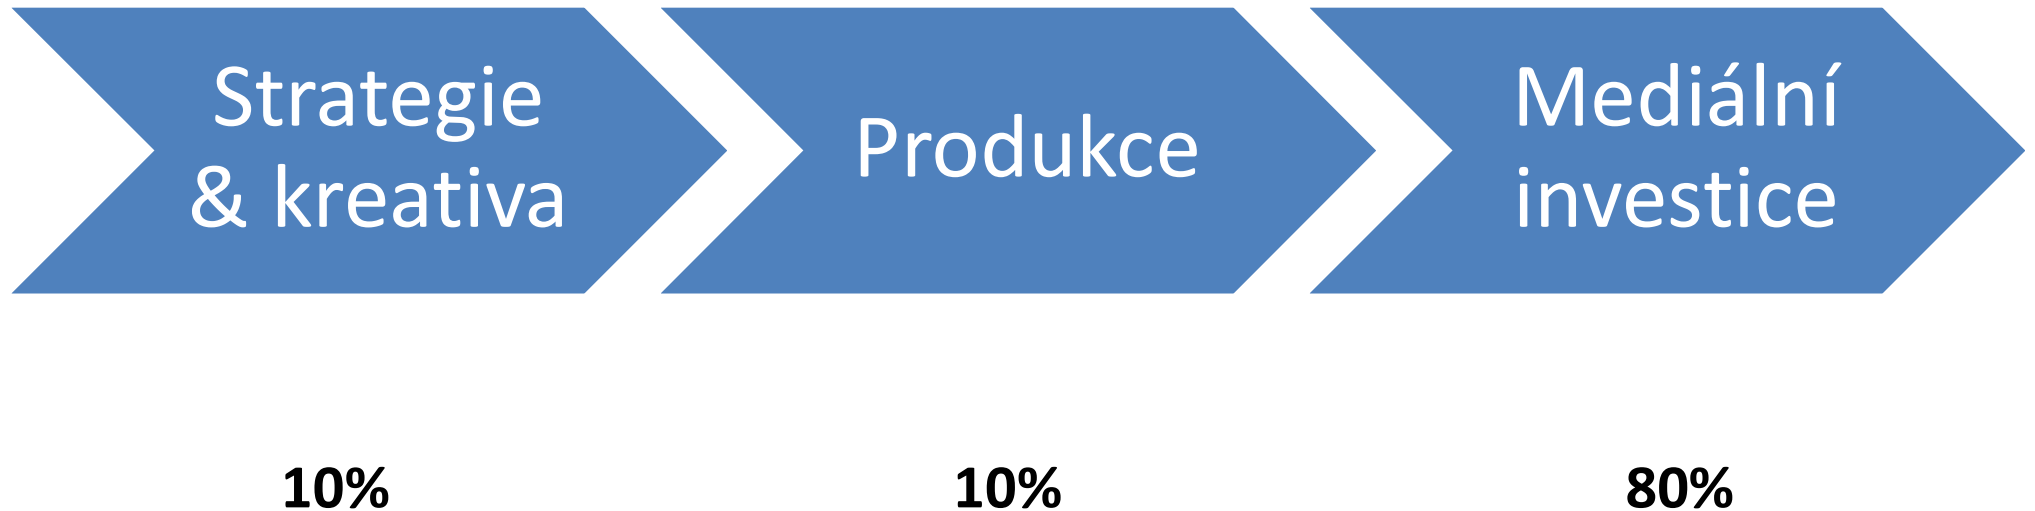 Strategie
& kreativa
Produkce
Mediální
investice
10%
10%
80%